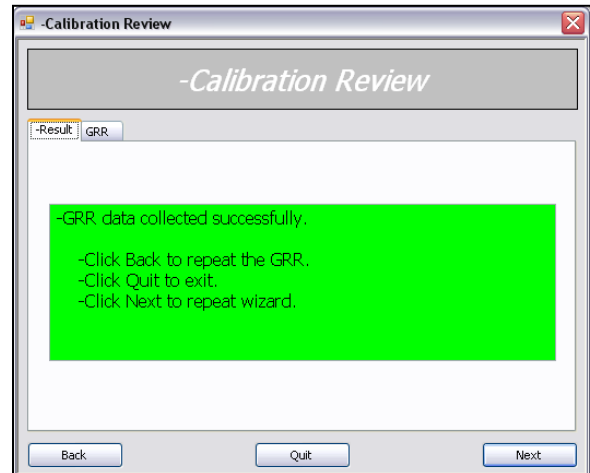 -Calibration Review
-Calibration Review
-Result GRR
-GRR data collected successfully.
-Click Back to repeat the GRR.
-Click Quit to exit.
-Click Next to repeat wizard.
Back Quit Next